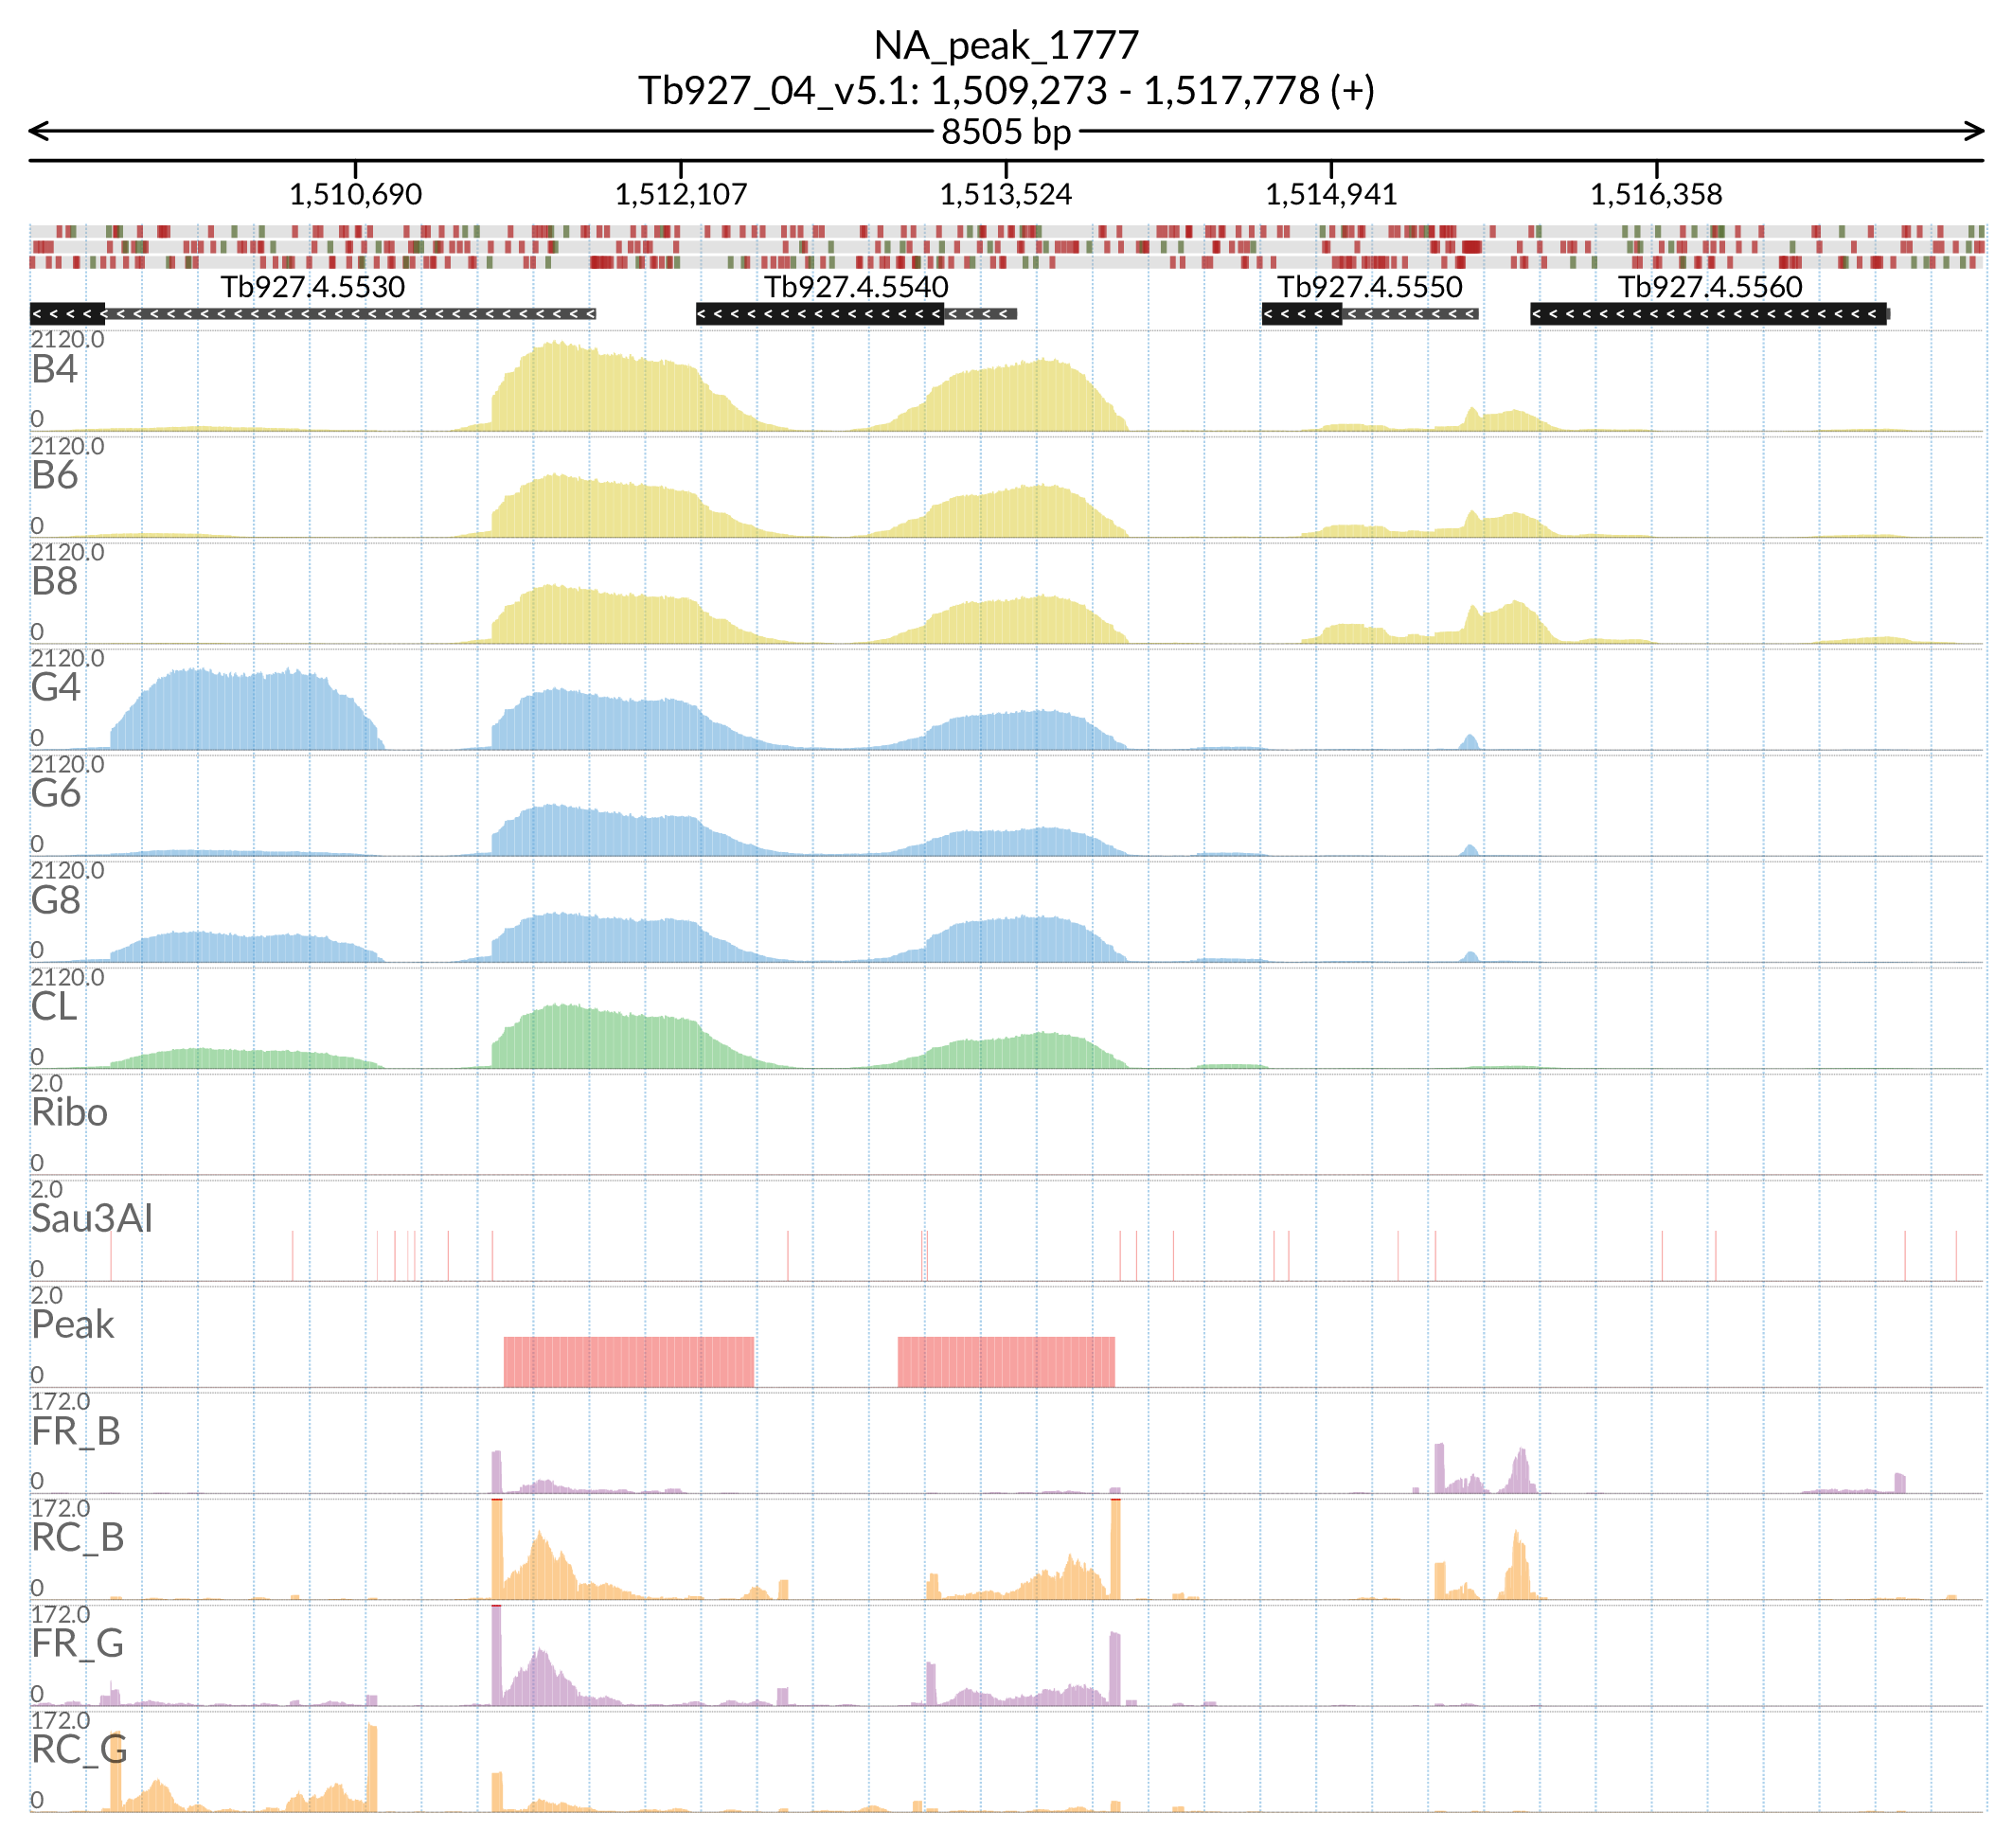 NA_peak_1777
Tb927_04_v5.1: 1,509,273 - 1,517,778 (+)
8505 bp
1,510,690 1,512,107 1,513,524 1,514,941 1,516,358
Tb927.4.5530 Tb927.4.5540 Tb927.4.5550 Tb927.4.5560
2120.0
B4
0
2120.0
B6
0
2120.0
B8
0
2120.0
G4
0
2120.0
G6
0
2120.0
G8
0
2120.0
CL
0
2.0
Ribo
0
2.0
Sau3AI
0
2.0
Peak
0
172.0
FR_B
0
172.0
RC_B
0
172.0
FR_G
0
172.0
RC_G
0